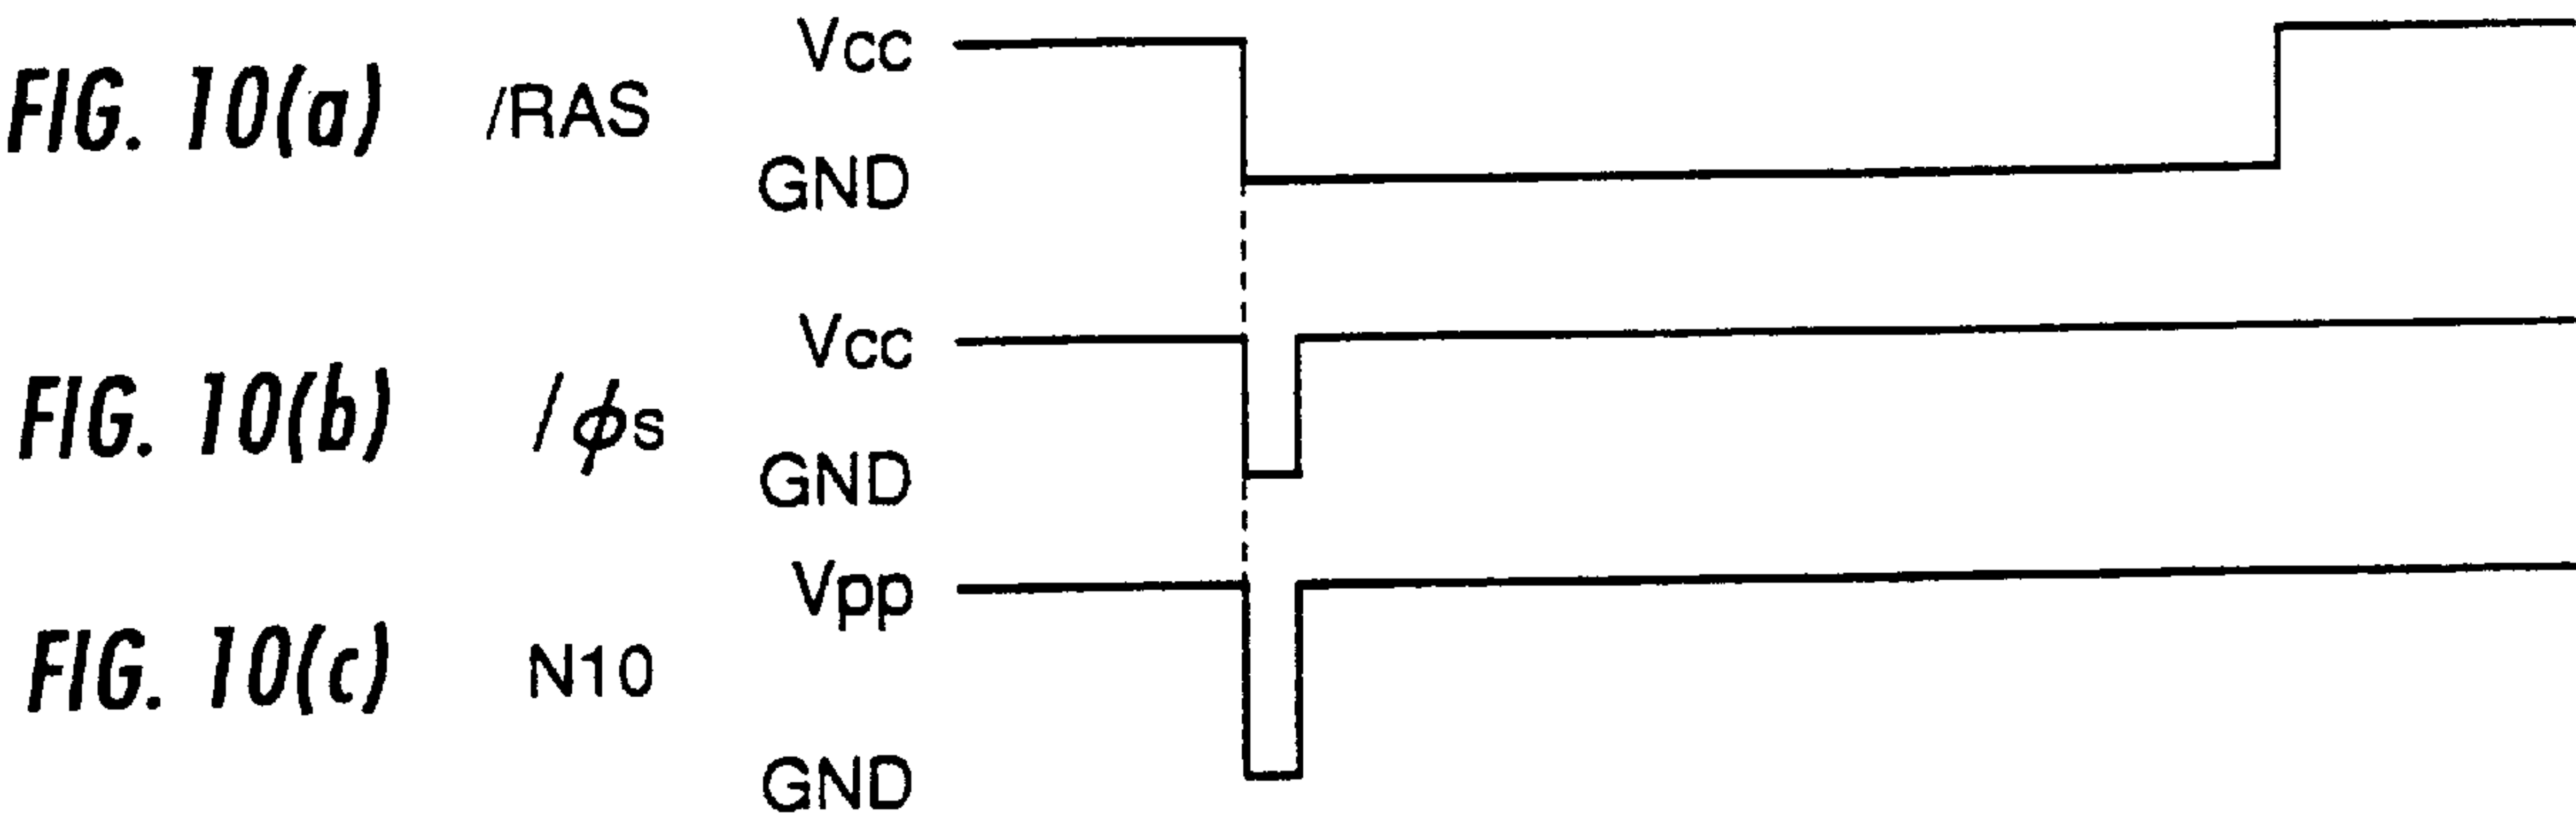 Vcc
FIG. 10(a) /RAS
GND
Vcc
FIG. 10(b) /ϕs
GND
Vpp
FIG. 10(c) N10
GND